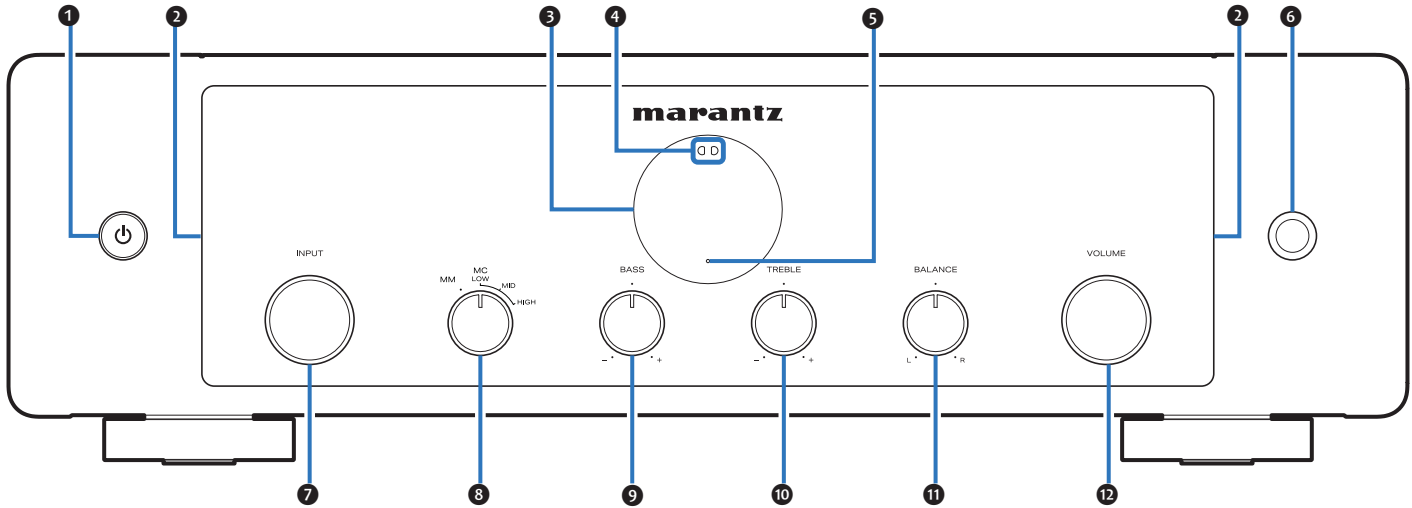 1 2 3 4 5 2 6
marantz
INPUT
MC
LOW
MM
MID
HIGH
BASS
TREBLE
BALANCE
VOLUME
– +
– +
L R
7 8 9 10 11 12